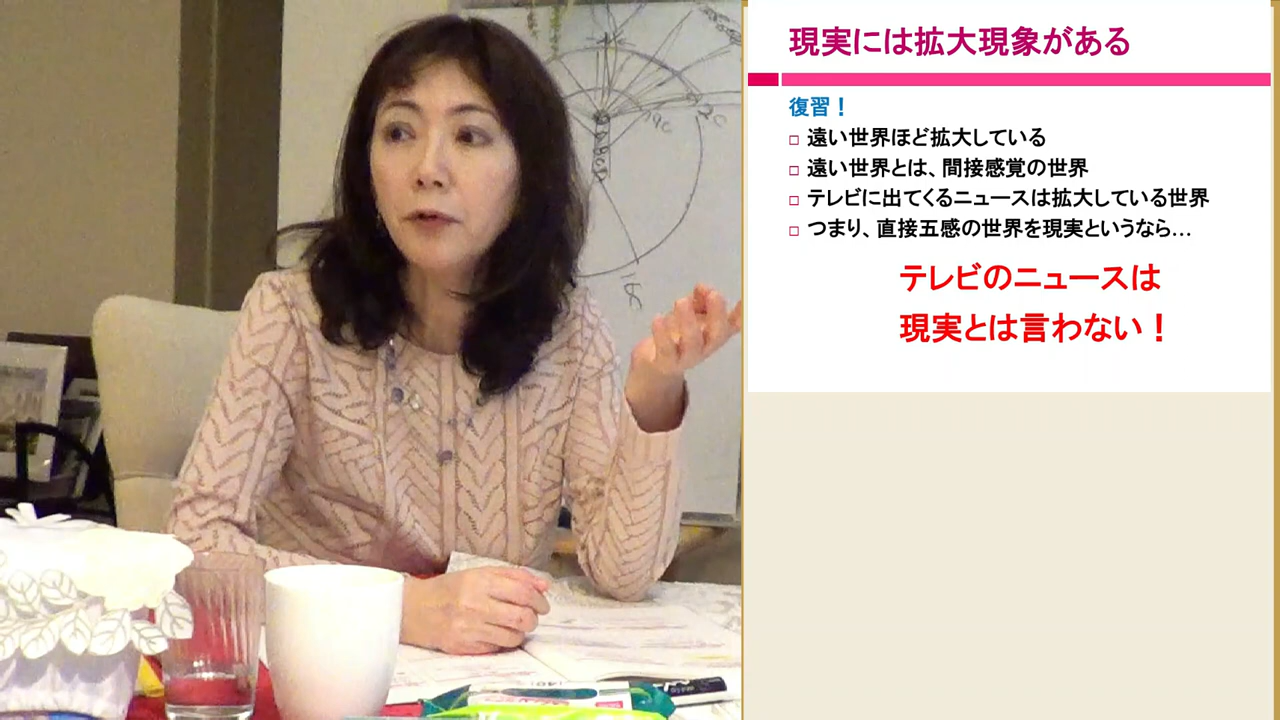 現実には拡大現象がある
復習！
□ 遠い世界ほど拡大している
□ 遠い世界とは、間接感覚の世界
□ テレビに出てくるニュースは拡大している世界
□ つまり、直接五感の世界を現実というなら…
テレビのニュースは
現実とは言わない！